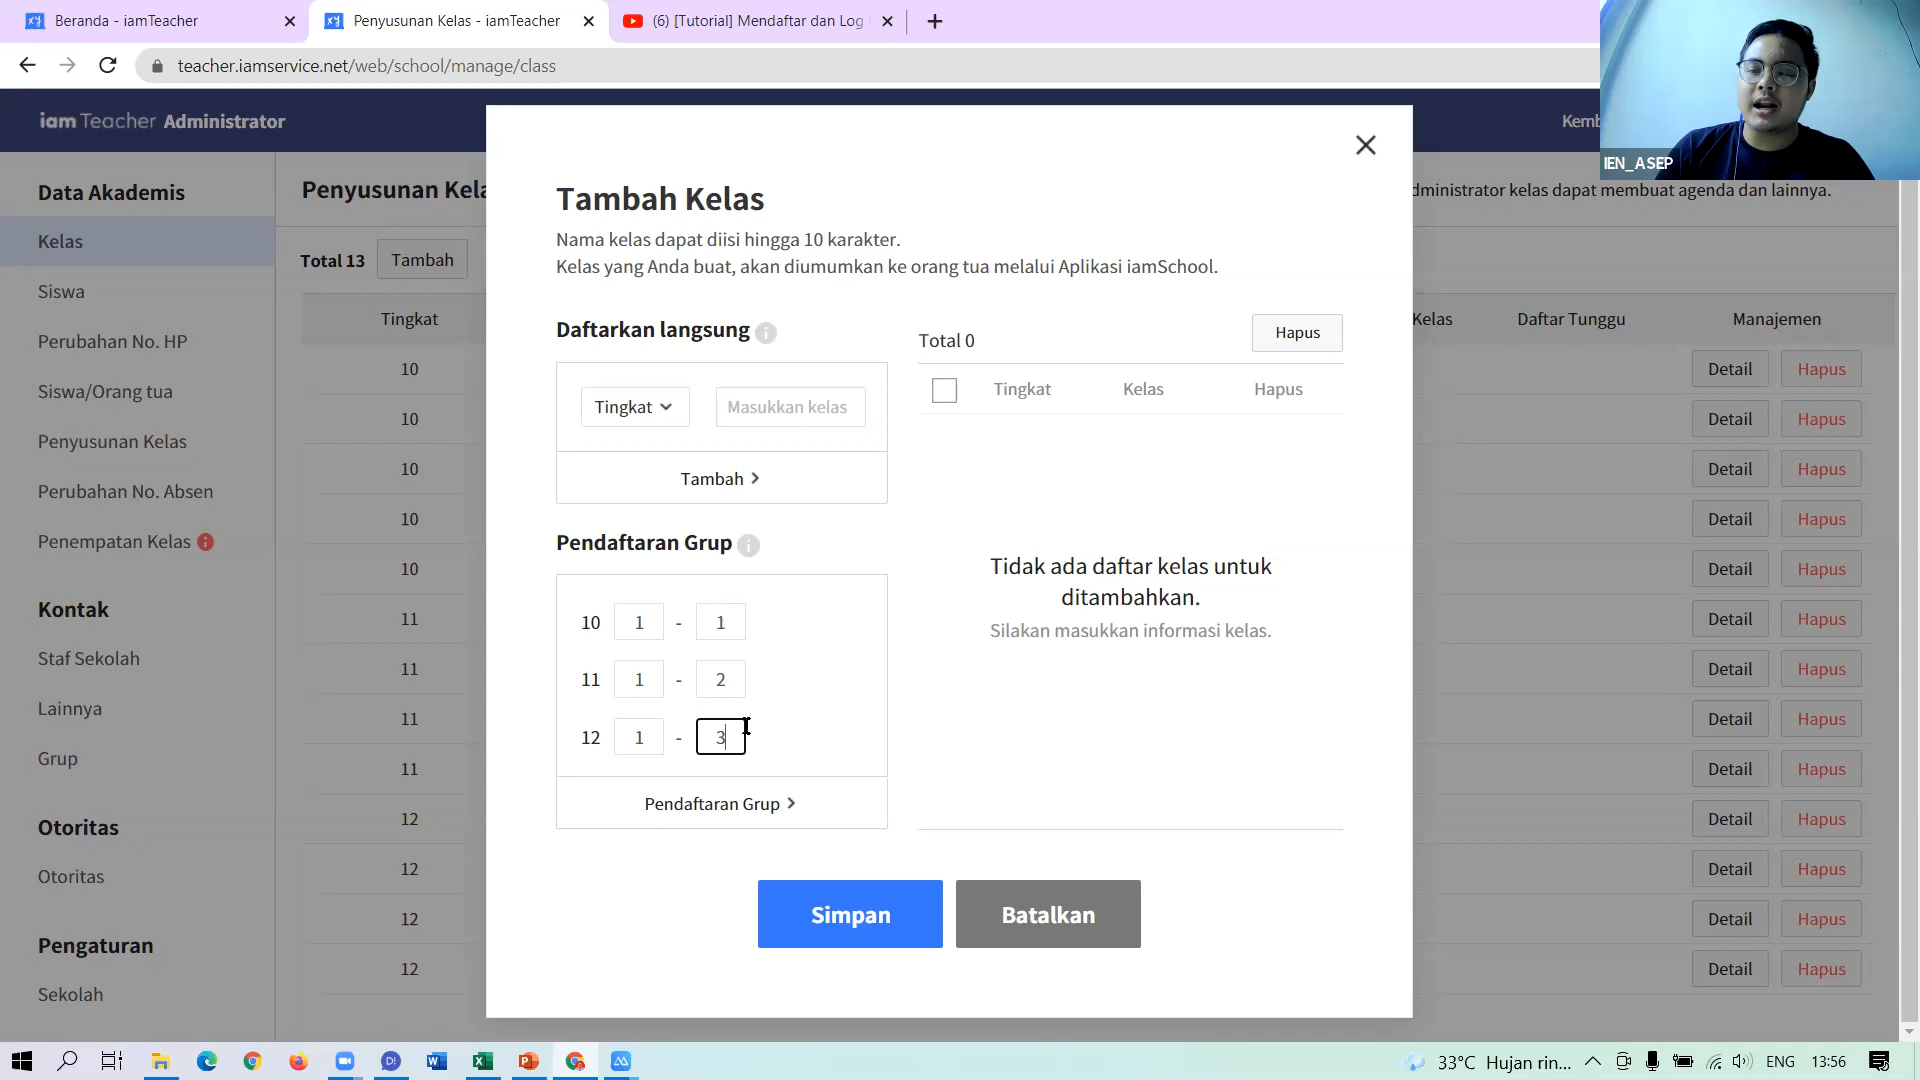 Beranda - iamTeacher
Penyusunan Kelas - iamTeacher
(6) [Tutorial] Mendaftar dan Log
teacher.iamservice.net/web/school/manage/class
iam Teacher Administrator
Kemb
IEN_ASEP
Data Akademis
Kelas
Siswa
Perubahan No. HP
Siswa/Orang tua
Penyusunan Kelas
Perubahan No. Absen
Penempatan Kelas
Kontak
Staf Sekolah
Lainnya
Grup
Otoritas
Otoritas
Pengaturan
Sekolah
Penyusunan Kela
dministrator kelas dapat membuat agenda dan lainnya.
Total 13 Tambah
Tingkat
Kelas Daftar Tunggu Manajemen
10 Detail Hapus
10 Detail Hapus
10 Detail Hapus
10 Detail Hapus
10 Detail Hapus
11 Detail Hapus
11 Detail Hapus
11 Detail Hapus
11 Detail Hapus
12 Detail Hapus
12 Detail Hapus
12 Detail Hapus
12 Detail Hapus
Tambah Kelas
Nama kelas dapat diisi hingga 10 karakter.
Kelas yang Anda buat, akan diumumkan ke orang tua melalui Aplikasi iamSchool.
Daftarkan langsung
Tingkat Masukkan kelas
Tambah >
Pendaftaran Grup
10 1 - 1
11 1 - 2
12 1 - 3
Pendaftaran Grup >
Total 0 Hapus
Tingkat Kelas Hapus
Tidak ada daftar kelas untuk
ditambahkan.
Silakan masukkan informasi kelas.
Simpan Batalkan
33°C Hujan rin... ENG 13:56